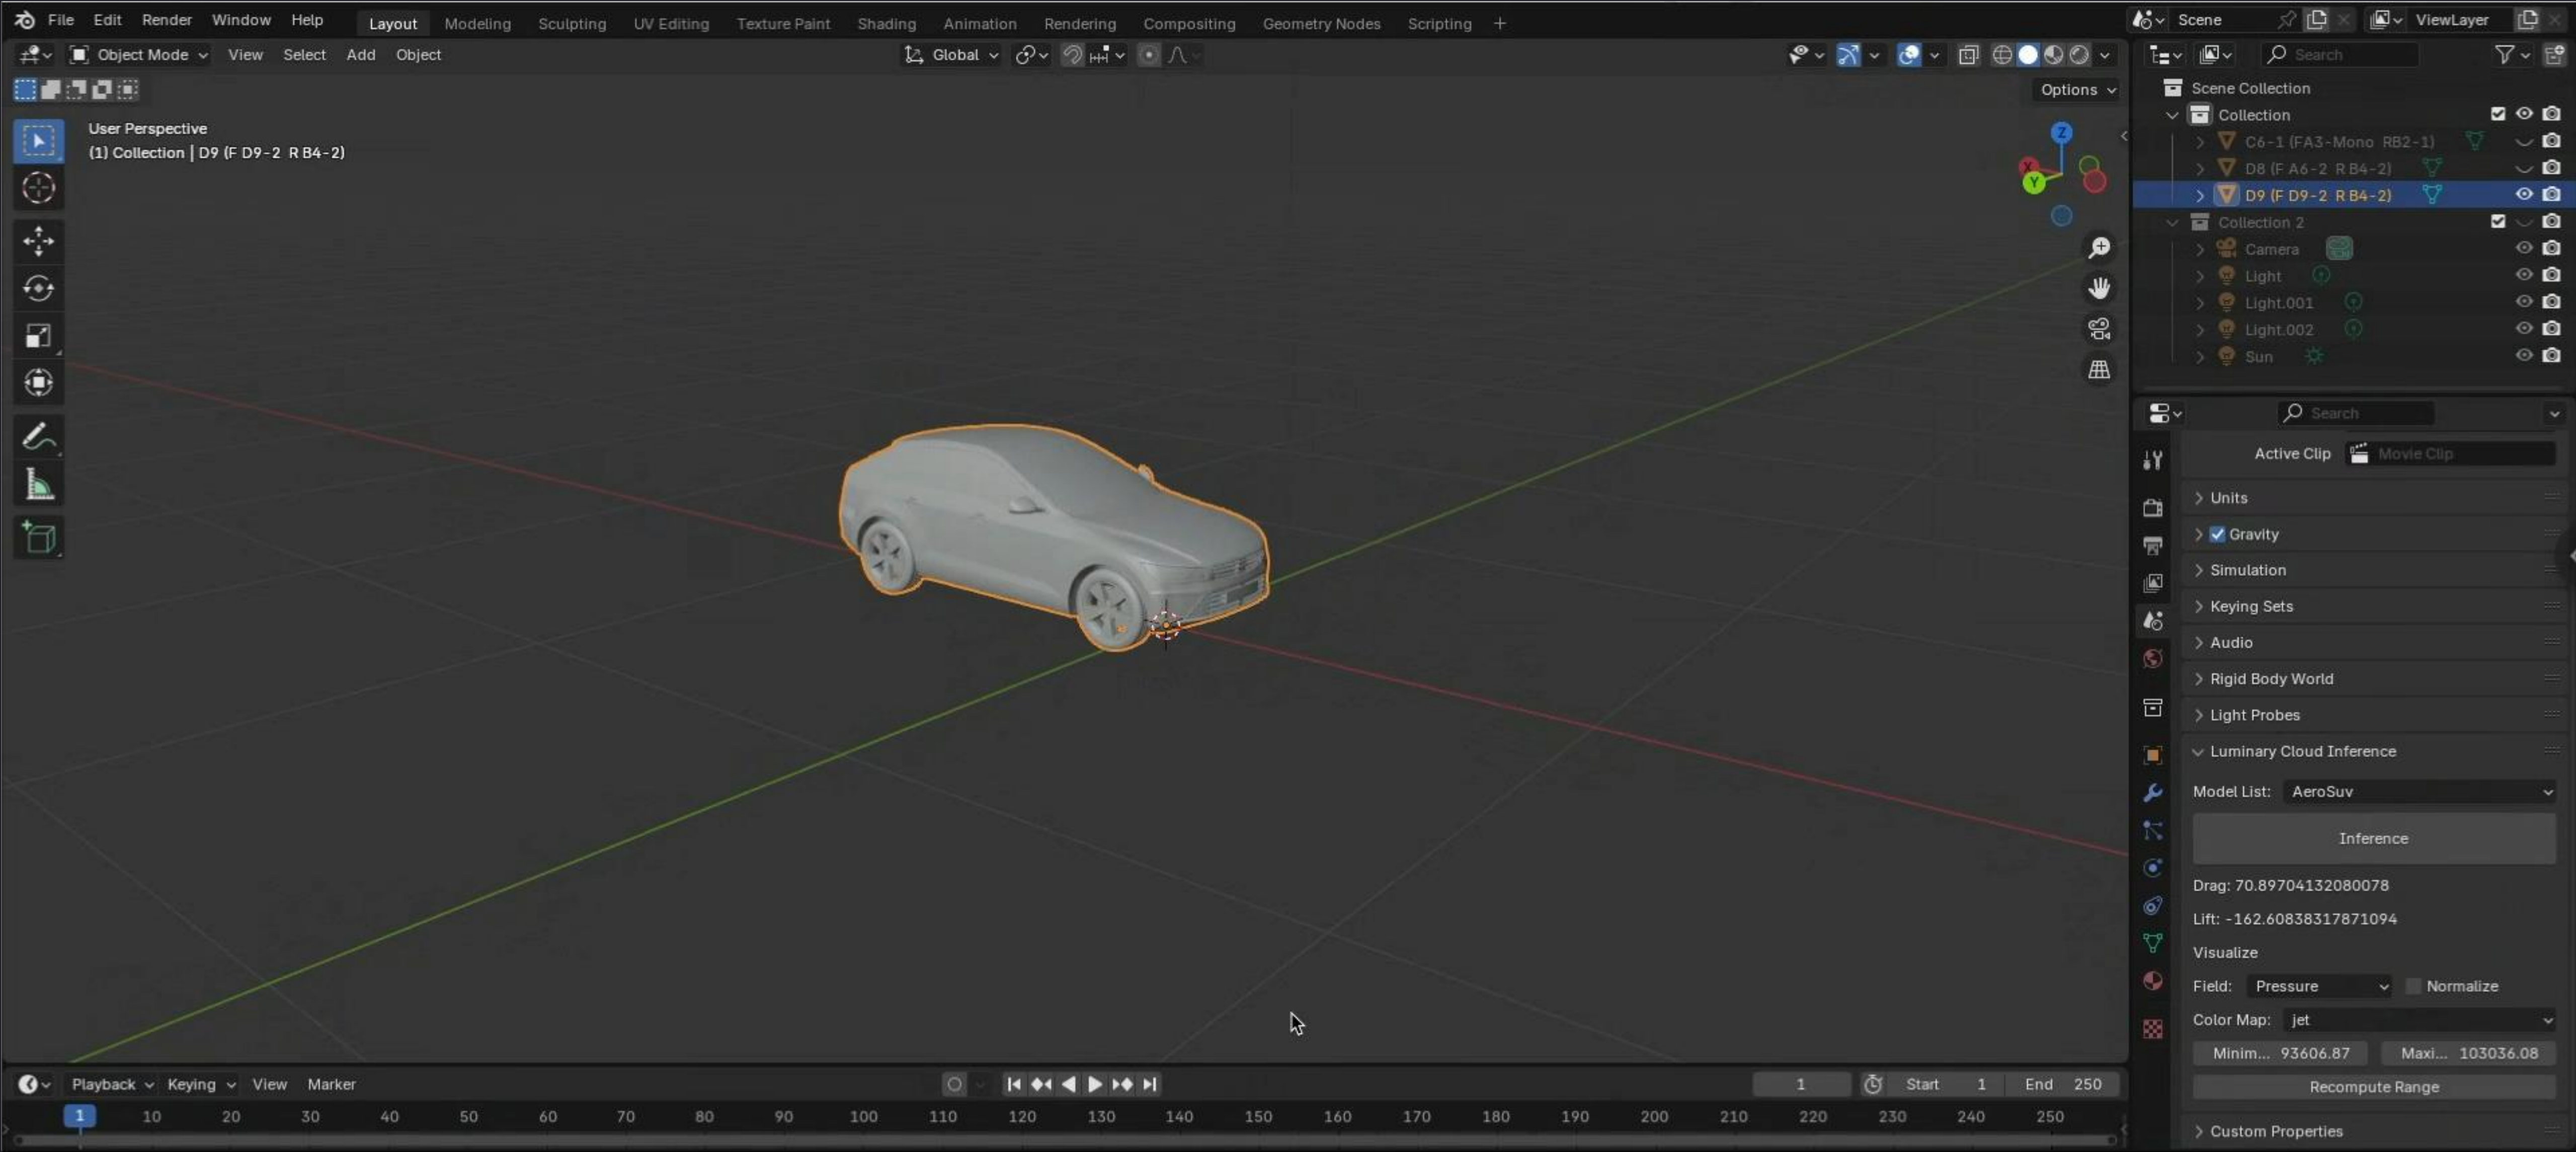 File Edit Render Window Help Layout Modeling Sculpting UV Editing Texture Paint Shading Animation Rendering Compositing Geometry Nodes Scripting + Scene ViewLayer
Object Mode View Select Add Object Global Search
Options
User Perspective
(1) Collection | D9 (F D9-2 R B4-2)
Z
X
Y
Scene Collection
Collection
C6-1 (FA3-Mono RB2-1)
D8 (F A6-2 R B4-2)
D9 (F D9-2 R B4-2)
Collection 2
Camera
Light
Light.001
Light.002
Sun
Search
Active Clip Movie Clip
Units
Gravity
Simulation
Keying Sets
Audio
Rigid Body World
Light Probes
Luminary Cloud Inference
Model List: AeroSuv
Inference
Drag: 70.89704132080078
Lift: -162.60838317871094
Visualize
Field: Pressure Normalize
Color Map: jet
Minim... 93606.87 Maxi... 103036.08
Recompute Range
Custom Properties
Playback Keying View Marker 1 Start 1 End 250
1 10 20 30 40 50 60 70 80 90 100 110 120 130 140 150 160 170 180 190 200 210 220 230 240 250